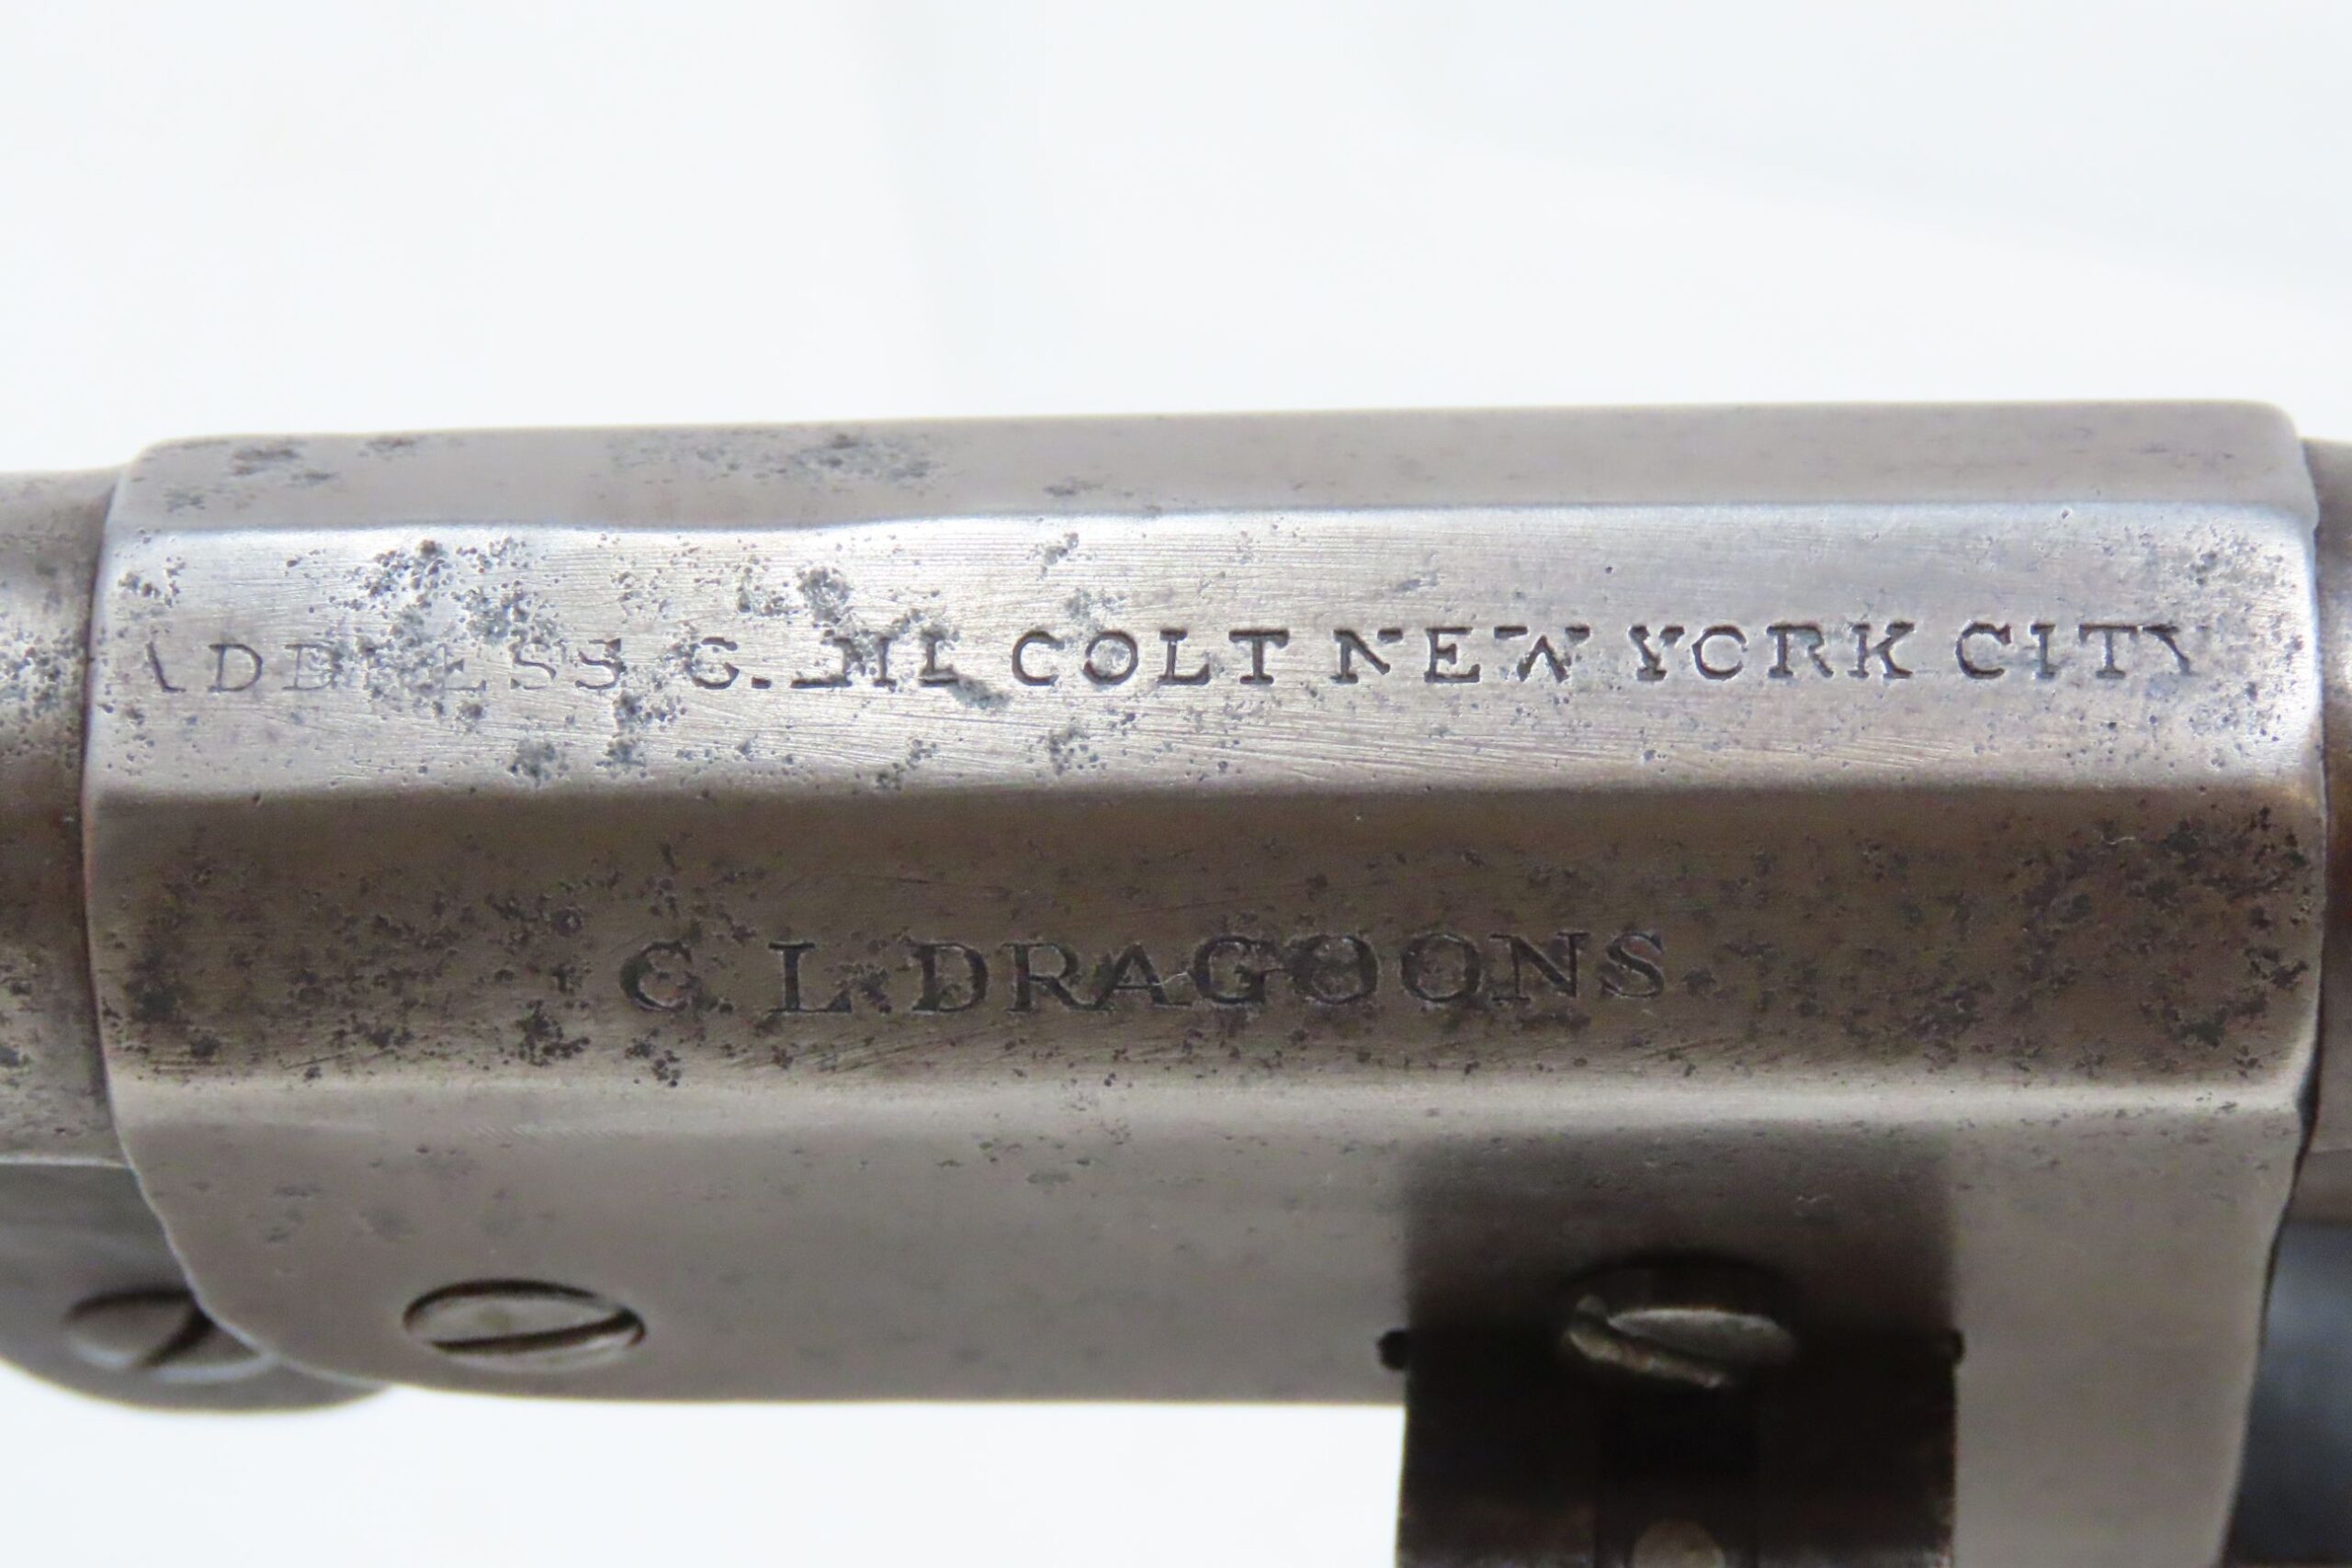 ADDRESS COLT NEW YORK CITY
C. L. DRAGOONS